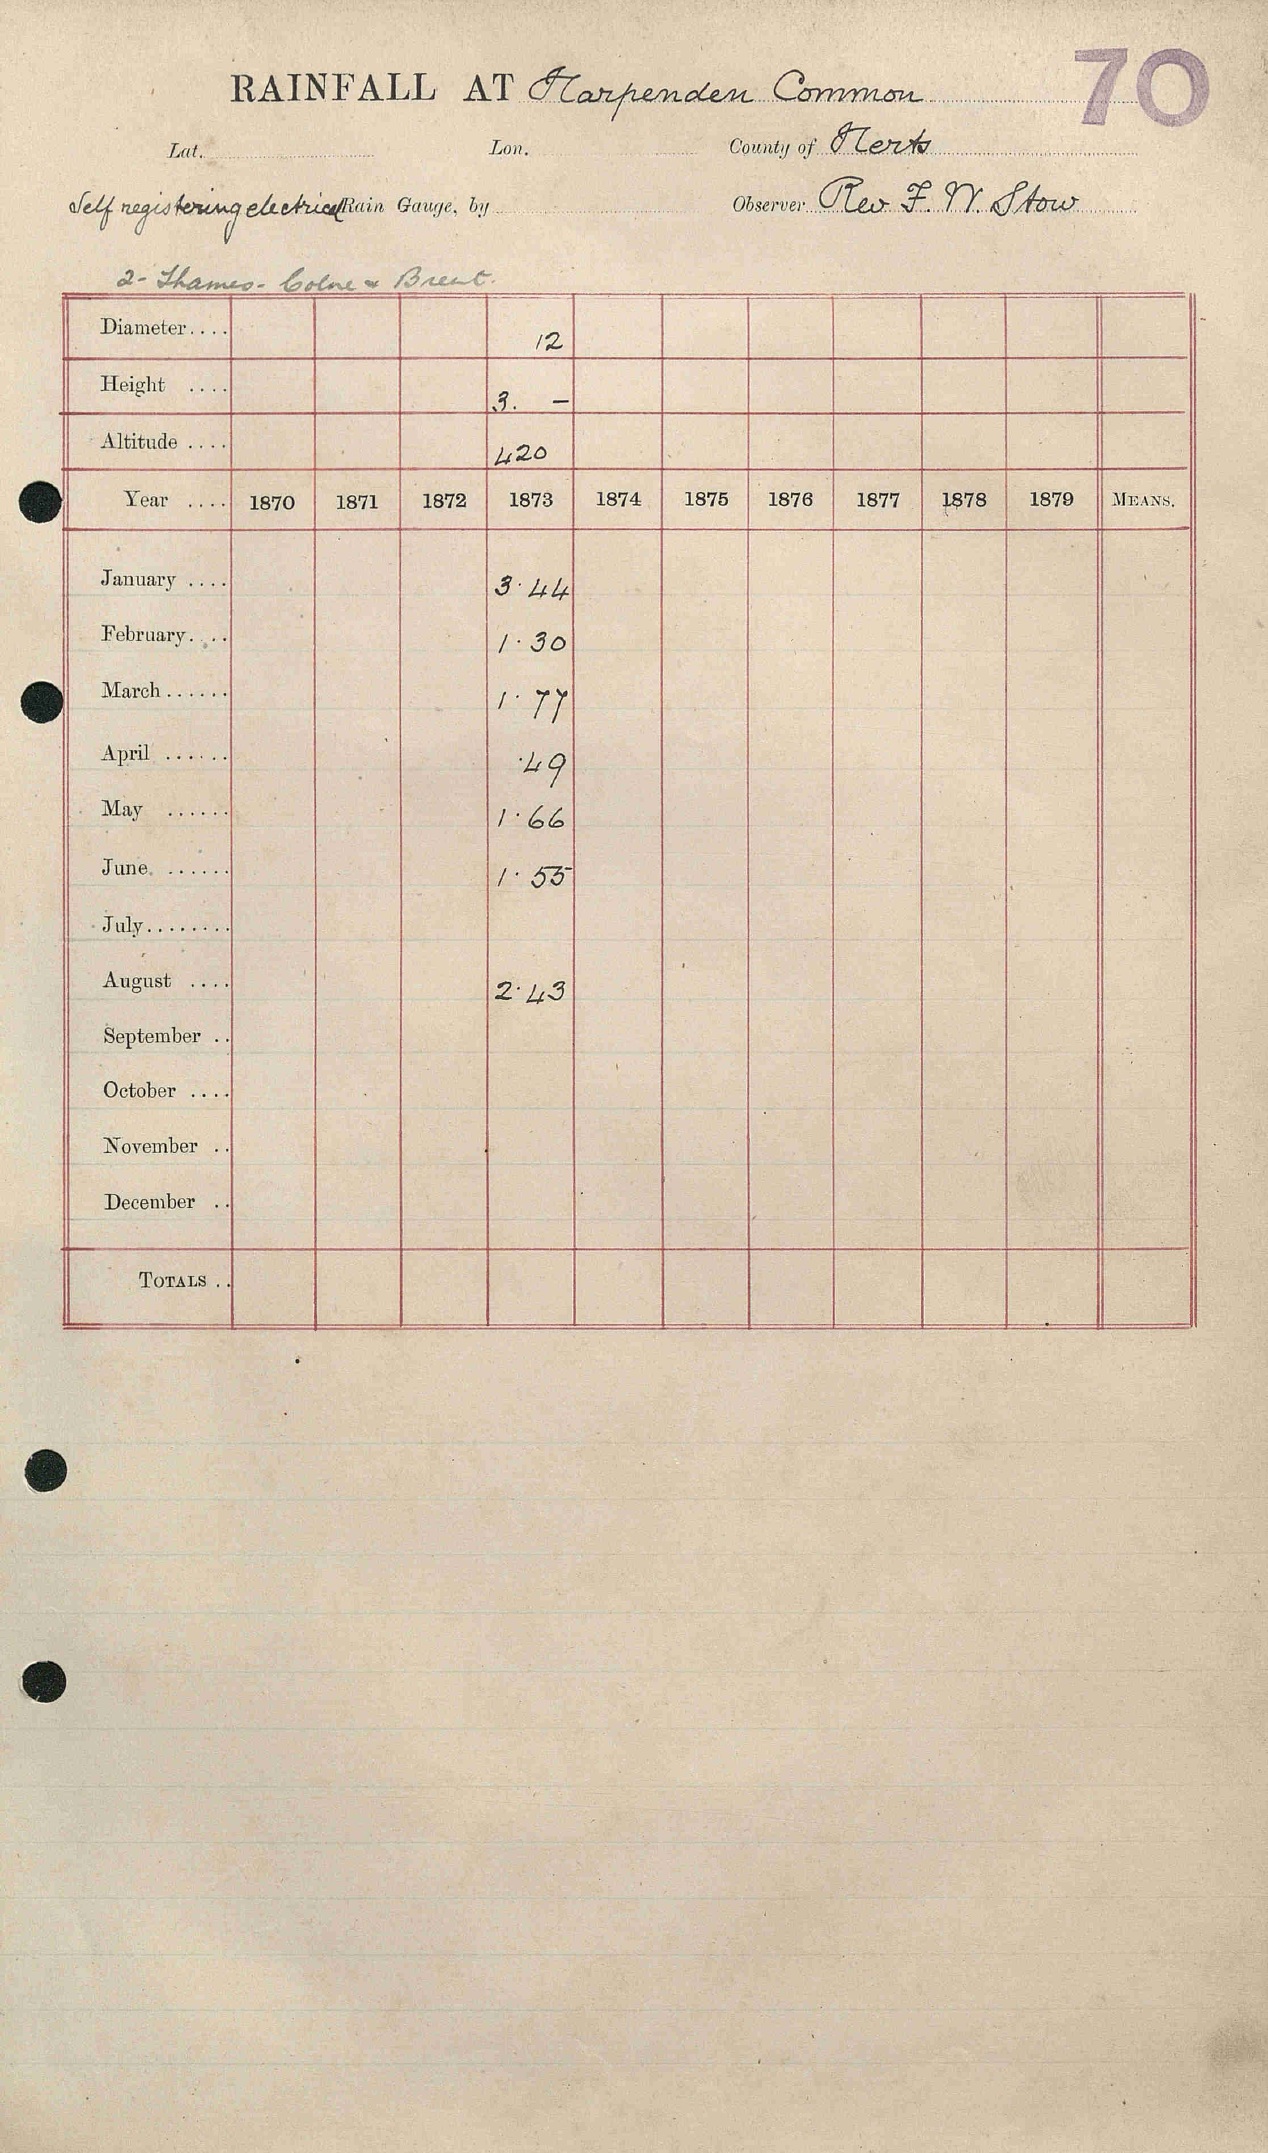 70
RAINFALL AT Harpenden Common
Lat. Lon. County of Herts
Self registering electrical Rain Gauge, by Observer Rev F. W. Stow
2- Thames - Colne & Brent.
Diameter.... 12
Height .... 3. —
Altitude .... 420
Year .... 1870 1871 1872 1873 1874 1875 1876 1877 1878 1879 MEANS.
January .... 3.44
February.... 1.30
March...... 1.77
April ...... .49
May ...... 1.66
June ...... 1.55
July........
August .... 2.43
September ..
October ....
November ..
December ..
TOTALS ..